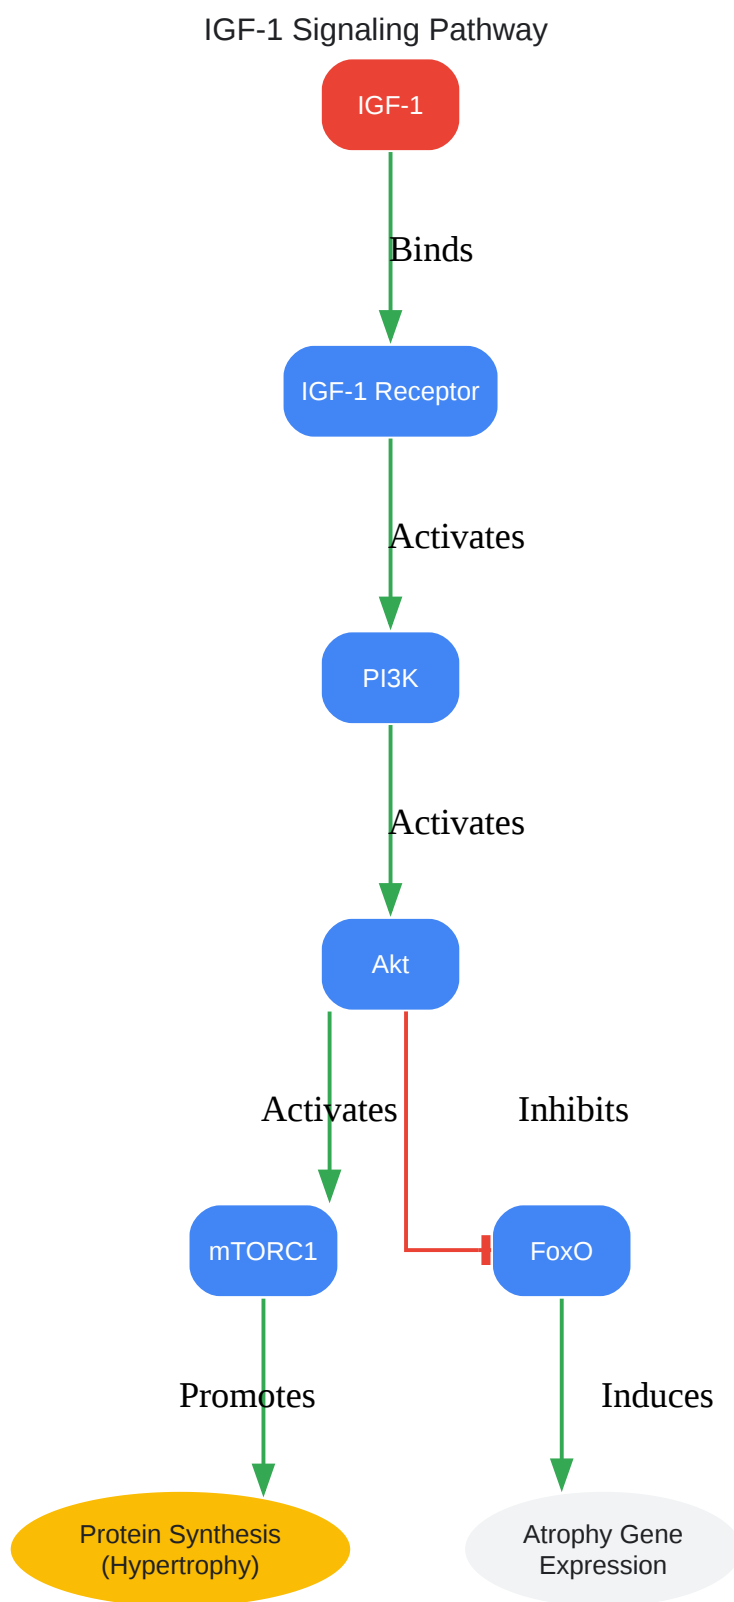 IGF-1 Signaling Pathway
IGF-1
Binds
IGF-1 Receptor
Activates
PI3K
Activates
Akt
Activates
Inhibits
mTORC1
FoxO
Promotes
Induces
Protein Synthesis
(Hypertrophy)
Atrophy Gene
Expression